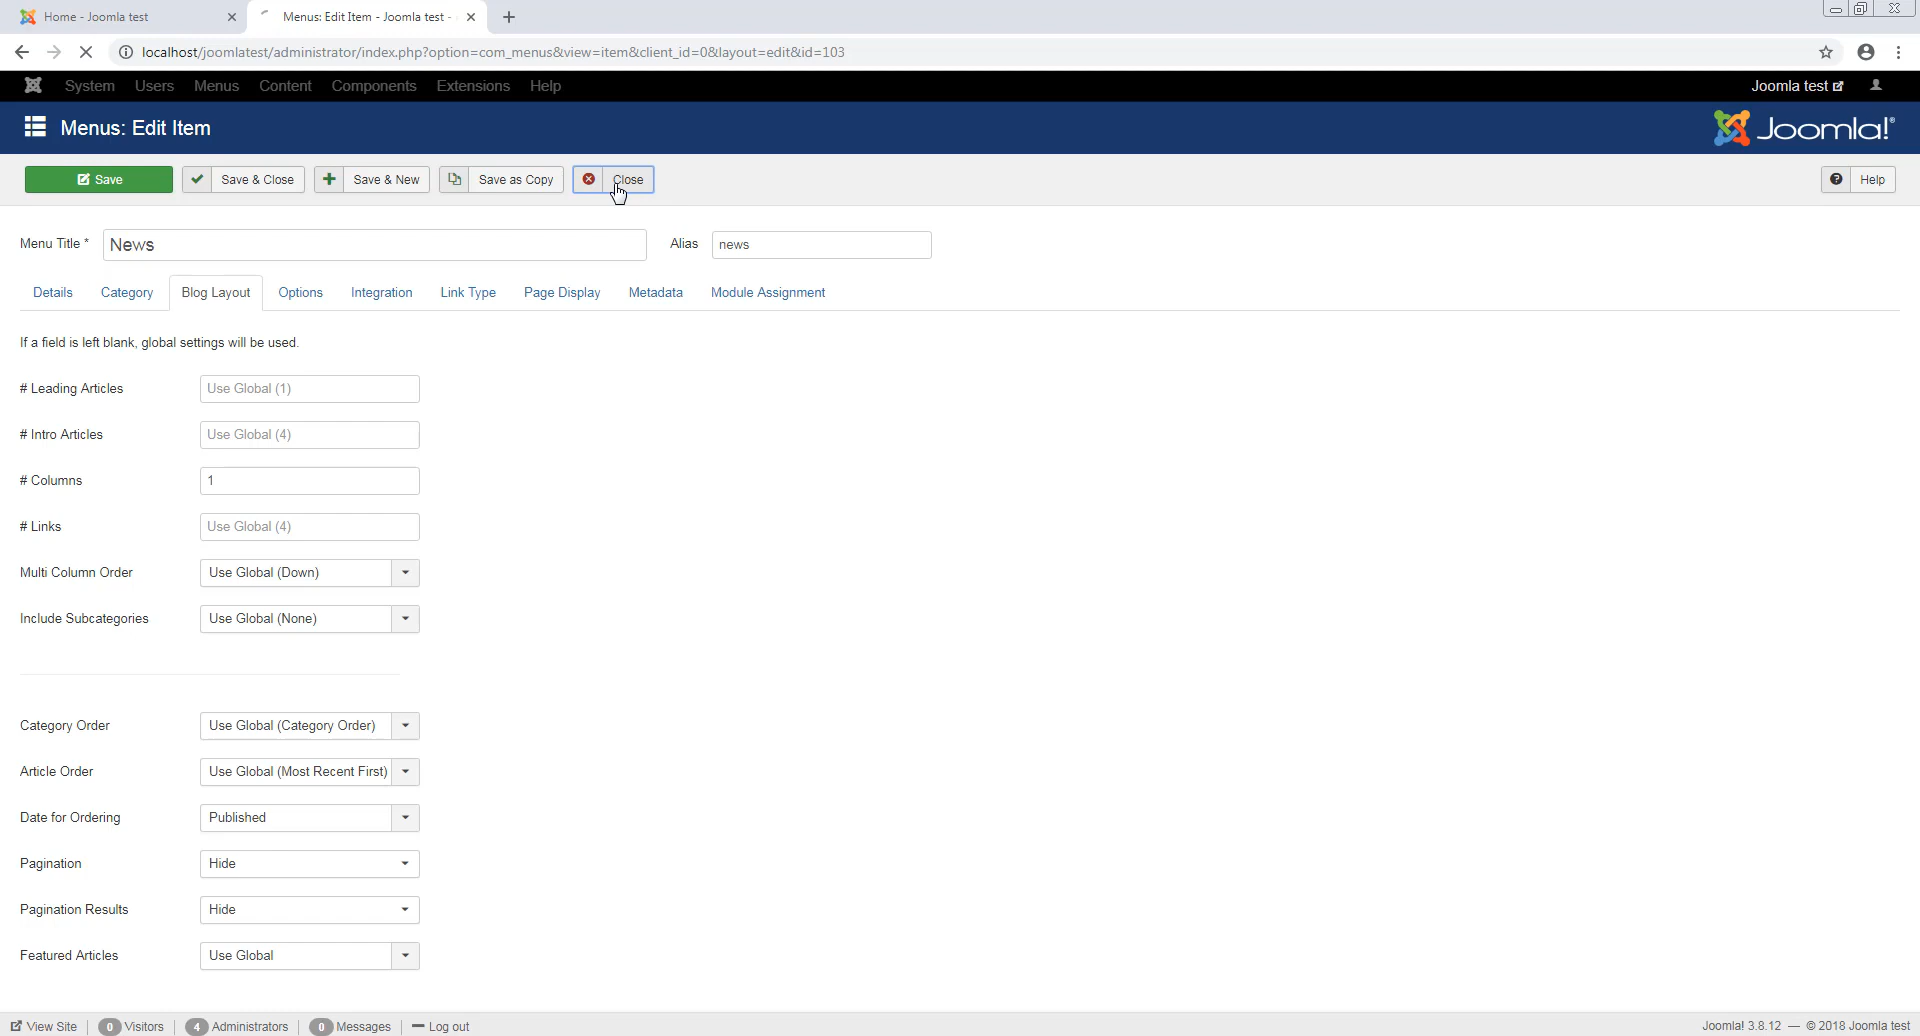 Home - Joomla test
Menus: Edit Item - Joomla test -
localhost/joomlatest/administrator/index.php?option=com_menus&view=item&client_id=0&layout=edit&id=103
System Users Menus Content Components Extensions Help
Joomla test
Menus: Edit Item
Joomla!®
Save
Save & Close
Save & New
Save as Copy
Close
Help
Menu Title * News
Alias news
Details Category Blog Layout Options Integration Link Type Page Display Metadata Module Assignment
If a field is left blank, global settings will be used.
# Leading Articles Use Global (1)
# Intro Articles Use Global (4)
# Columns 1
# Links Use Global (4)
Multi Column Order Use Global (Down)
Include Subcategories Use Global (None)
Category Order Use Global (Category Order)
Article Order Use Global (Most Recent First)
Date for Ordering Published
Pagination Hide
Pagination Results Hide
Featured Articles Use Global
View Site 0 Visitors 4 Administrators 0 Messages Log out
Joomla! 3.8.12 — © 2018 Joomla test